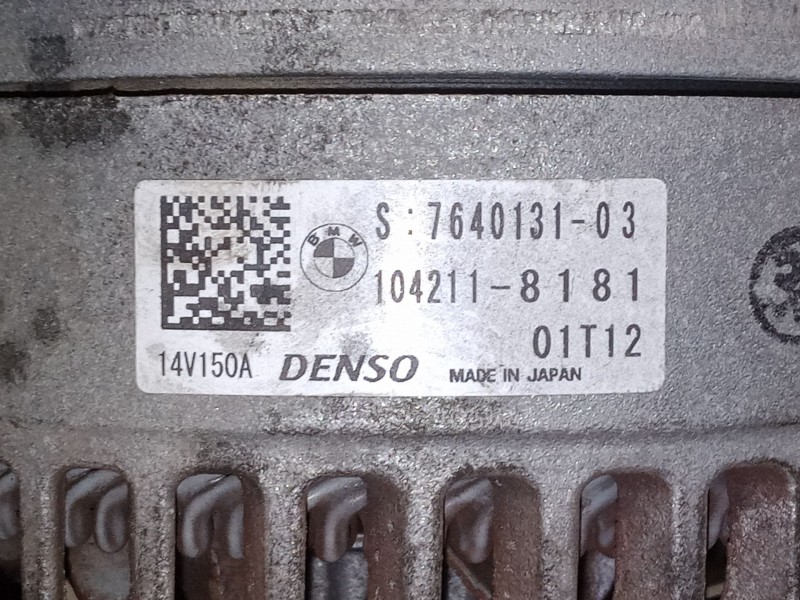 BMW
S:7640131-03
104211-8181
01T12
14V150A DENSO MADE IN JAPAN